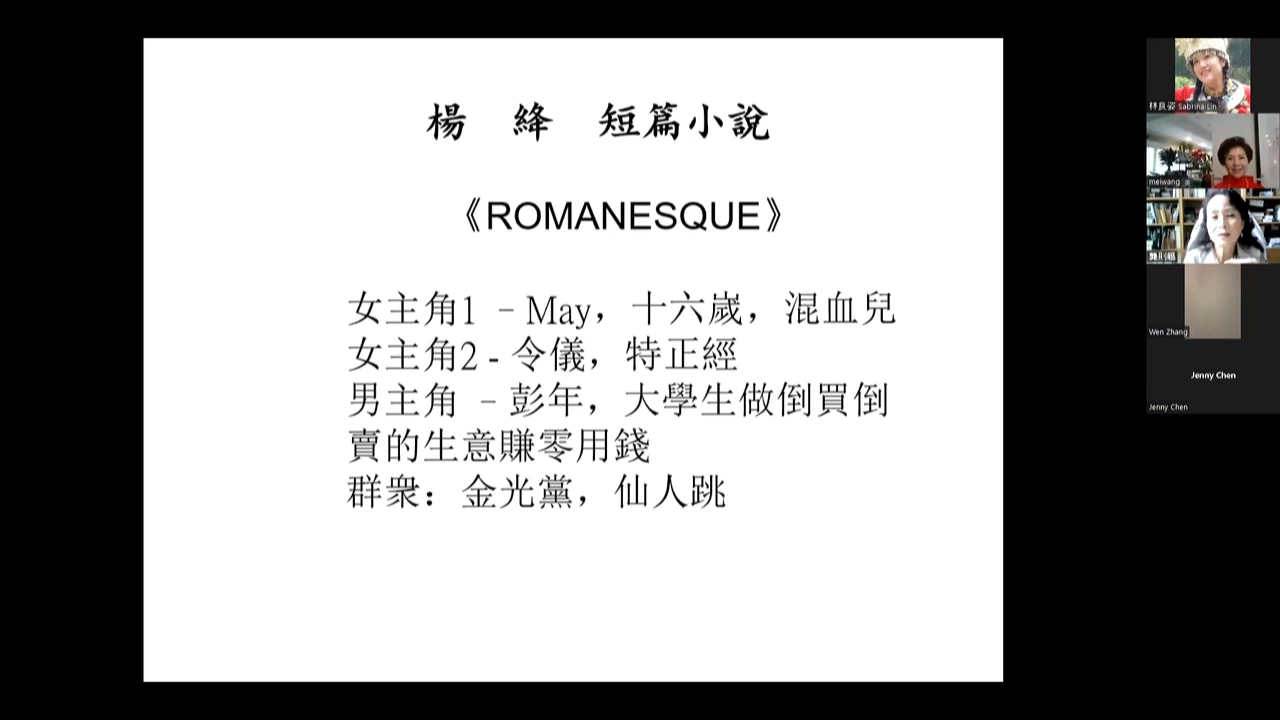 楊 絳 短篇小說
《ROMANESQUE》
女主角1 – May，十六歲，混血兒
女主角2 - 令儀，特正經
男主角 – 彭年，大學生做倒買倒
賣的生意賺零用錢
群衆：金光黨，仙人跳
林良姿 Sabrina Lin
meiwang
Wen Zhang
Jenny Chen
Jenny Chen